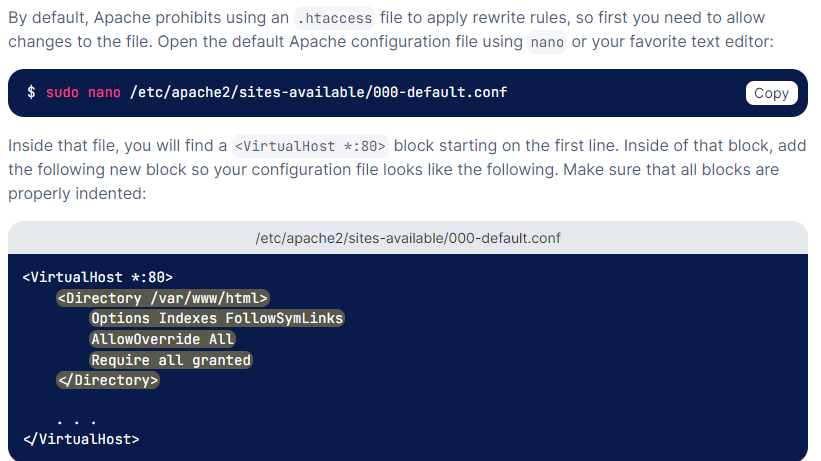 By default, Apache prohibits using an .htaccess file to apply rewrite rules, so first you need to allow
changes to the file. Open the default Apache configuration file using nano or your favorite text editor:
$ sudo nano /etc/apache2/sites-available/000-default.conf
Copy
Inside that file, you will find a <VirtualHost *:80> block starting on the first line. Inside of that block, add
the following new block so your configuration file looks like the following. Make sure that all blocks are
properly indented:
/etc/apache2/sites-available/000-default.conf
<VirtualHost *:80>
    <Directory /var/www/html>
        Options Indexes FollowSymLinks
        AllowOverride All
        Require all granted
    </Directory>
    . . .
</VirtualHost>